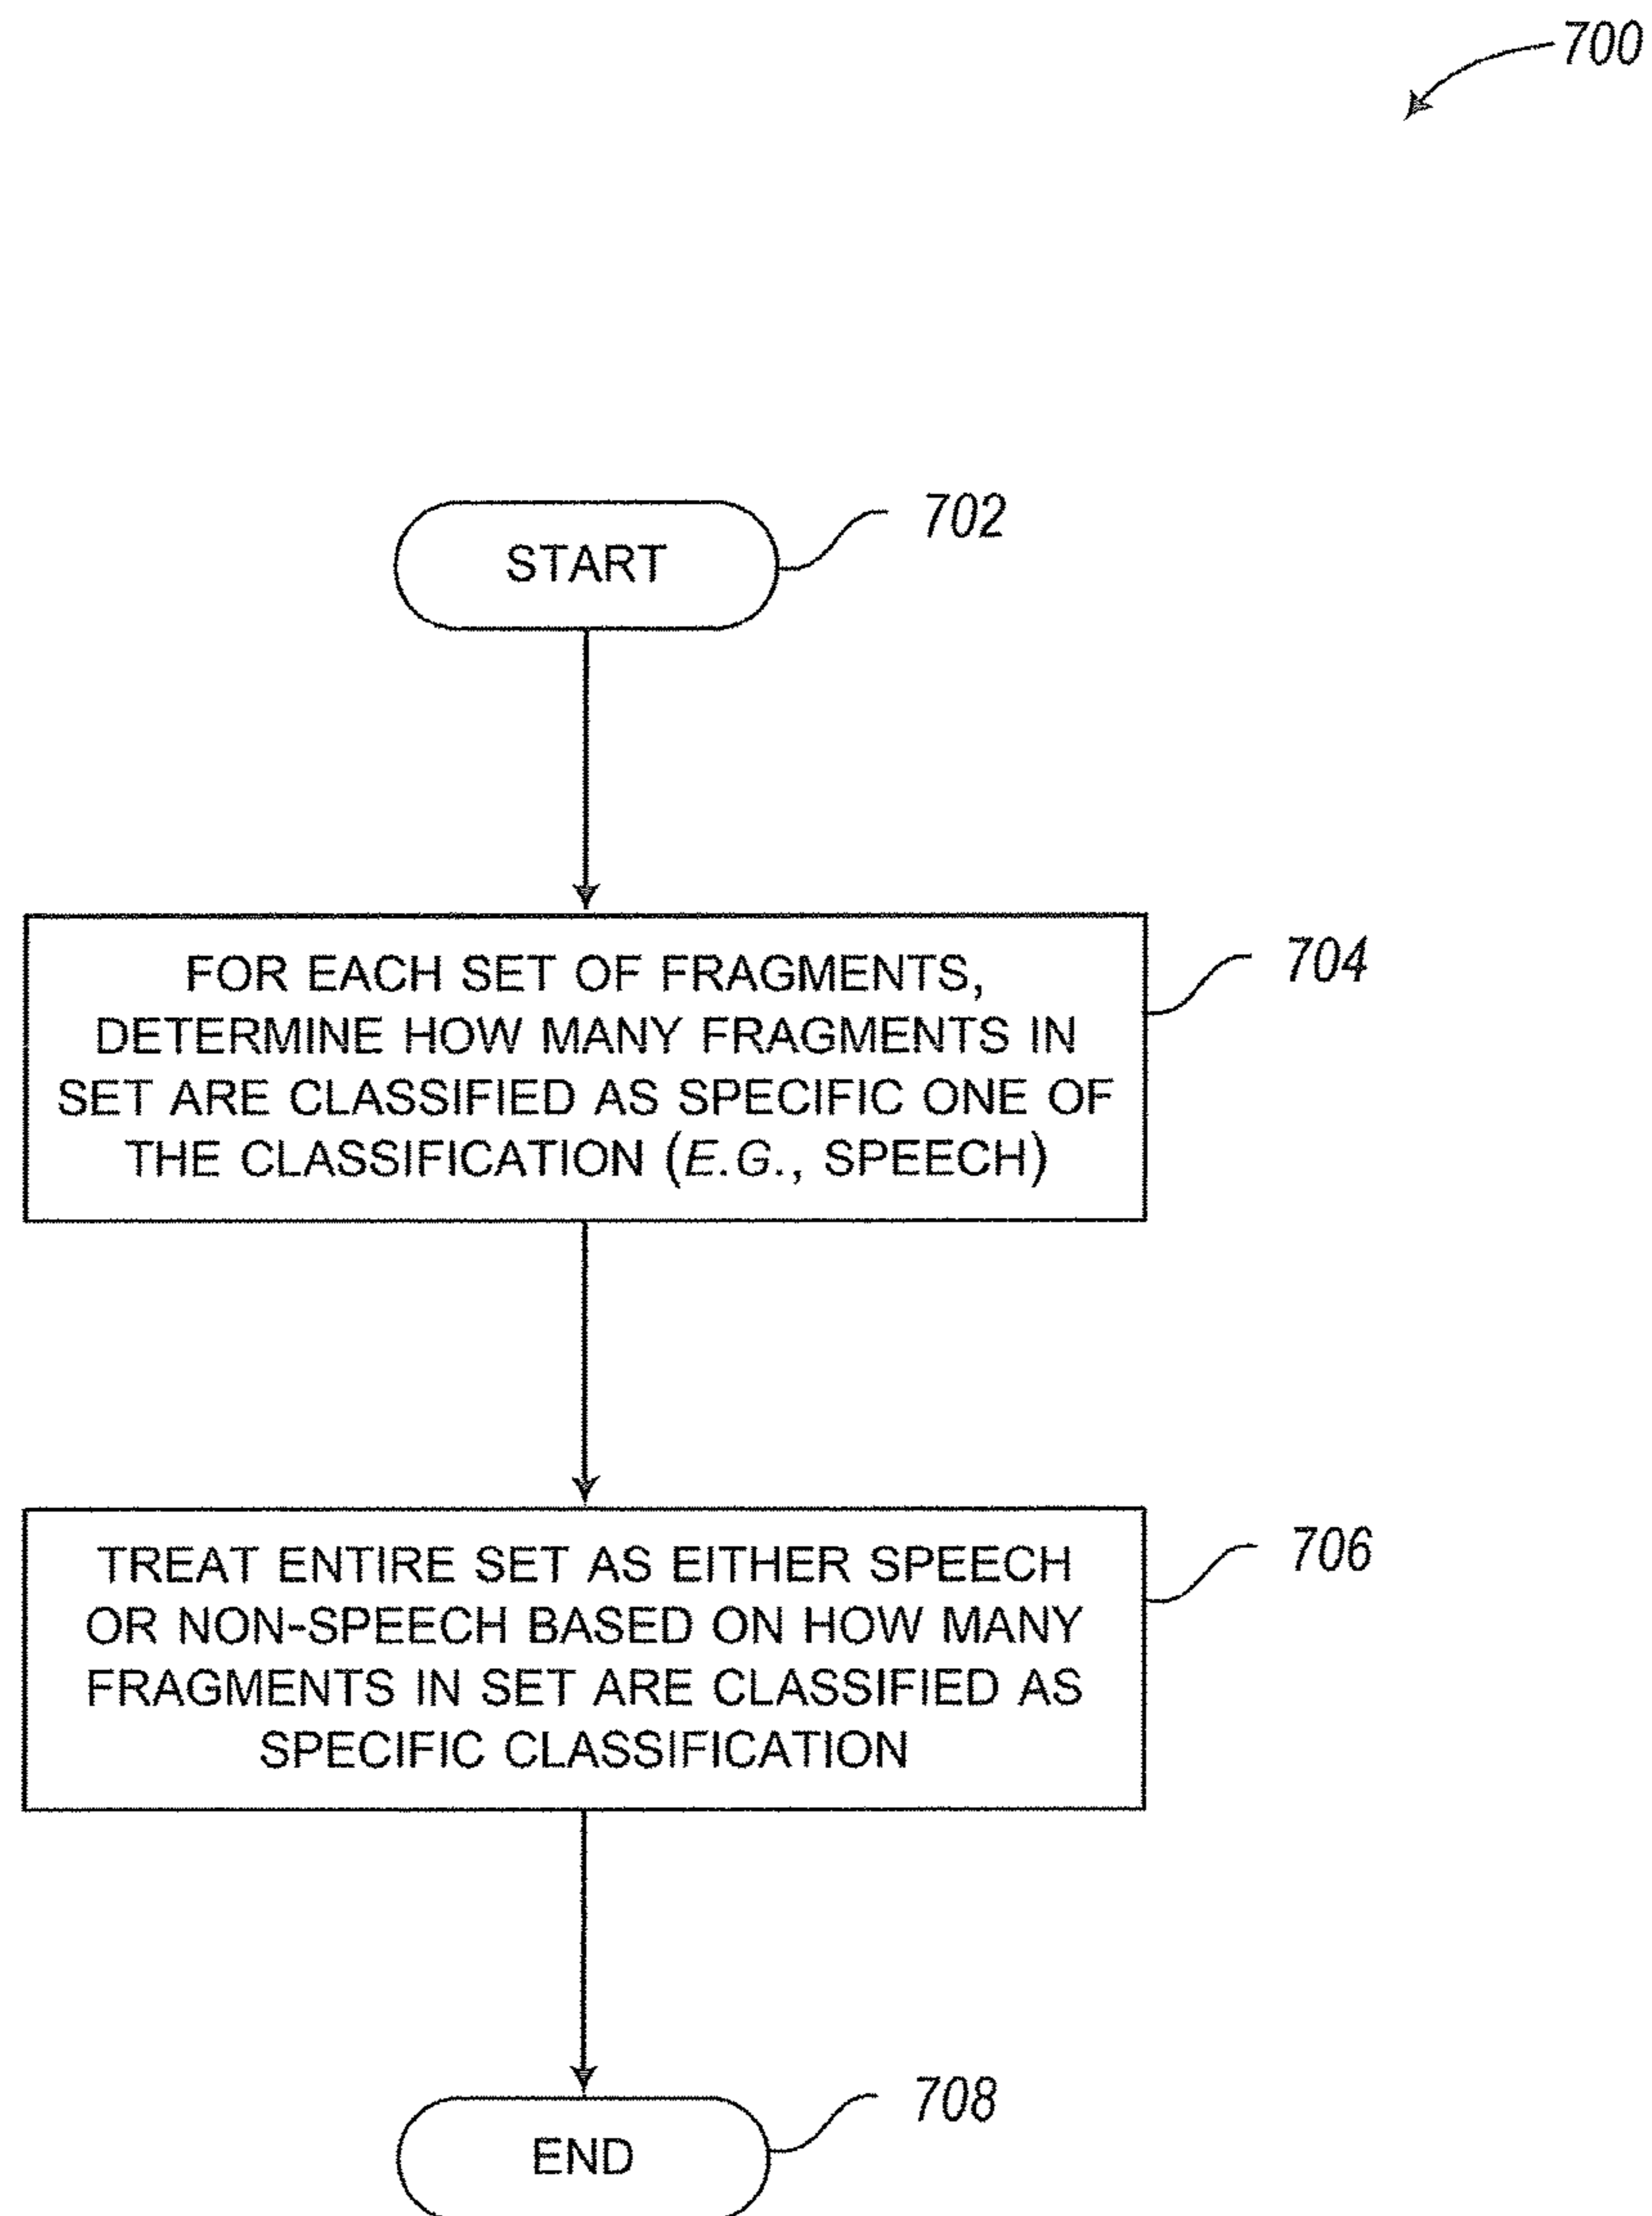 700
START
702
FOR EACH SET OF FRAGMENTS,
DETERMINE HOW MANY FRAGMENTS IN
SET ARE CLASSIFIED AS SPECIFIC ONE OF
THE CLASSIFICATION (E.G., SPEECH)
704
TREAT ENTIRE SET AS EITHER SPEECH
OR NON-SPEECH BASED ON HOW MANY
FRAGMENTS IN SET ARE CLASSIFIED AS
SPECIFIC CLASSIFICATION
706
END
708